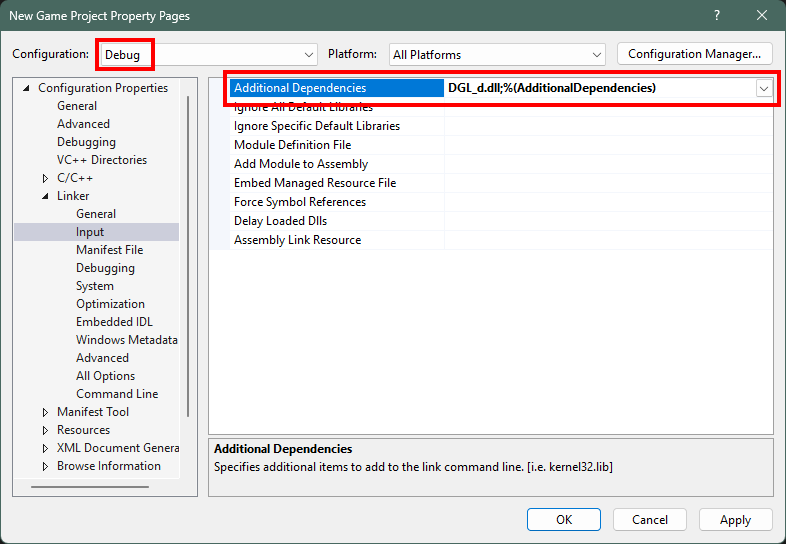 New Game Project Property Pages
Configuration: Debug Platform: All Platforms Configuration Manager...
Configuration Properties
General
Advanced
Debugging
VC++ Directories
C/C++
Linker
General
Input
Manifest File
Debugging
System
Optimization
Embedded IDL
Windows Metadata
Advanced
All Options
Command Line
Manifest Tool
Resources
XML Document Genera
Browse Information
Additional Dependencies DGL_d.dll;%(AdditionalDependencies)
Ignore All Default Libraries
Ignore Specific Default Libraries
Module Definition File
Add Module to Assembly
Embed Managed Resource File
Force Symbol References
Delay Loaded Dlls
Assembly Link Resource
Additional Dependencies
Specifies additional items to add to the link command line. [i.e. kernel32.lib]
OK Cancel Apply